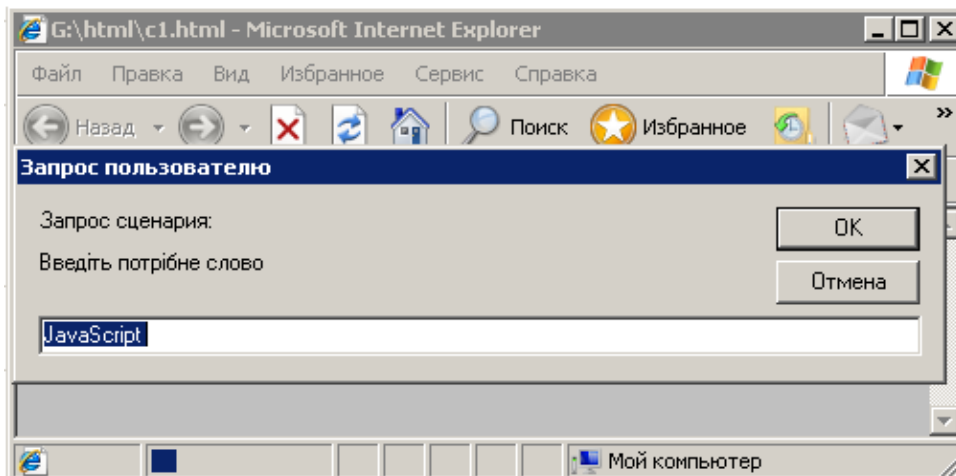 G:\html\c1.html - Microsoft Internet Explorer
Файл Правка Вид Избранное Сервис Справка
Назад Поиск Избранное
Запрос пользователю
Запрос сценария:
OK
Введіть потрібне слово
Отмена
JavaScript
Мой компьютер